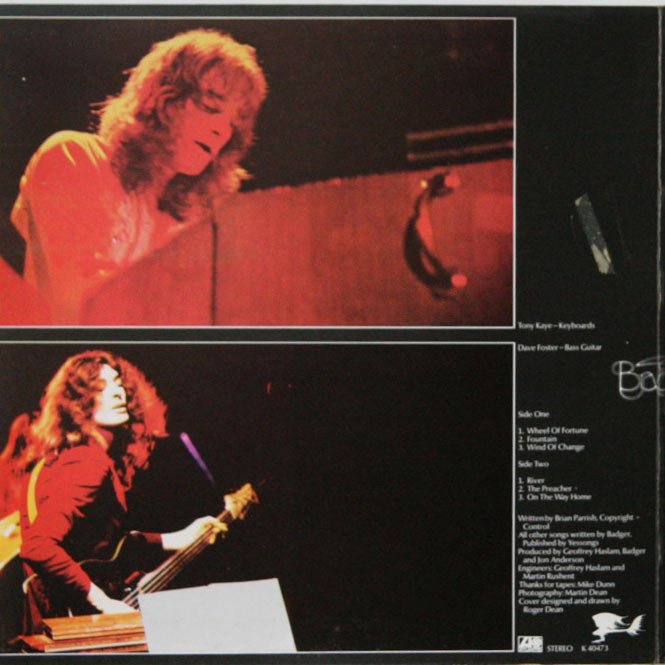 Tony Kaye—Keyboards
Dave Foster—Bass Guitar
Side One
1. Wheel Of Fortune
2. Fountain
3. Wind Of Change
Side Two
1. River
2. The Preacher
3. On The Way Home
Written by Brian Parrish, Copyright -
Control
All other songs written by Badger,
Published by Yessongs
Produced by Geoffrey Haslam, Badger
and Jon Anderson
Engineers: Geoffrey Haslam and
Martin Rushent
Thanks for tapes: Mike Dunn
Photography: Martin Dean
Cover designed and drawn by
Roger Dean
STEREO K 40473